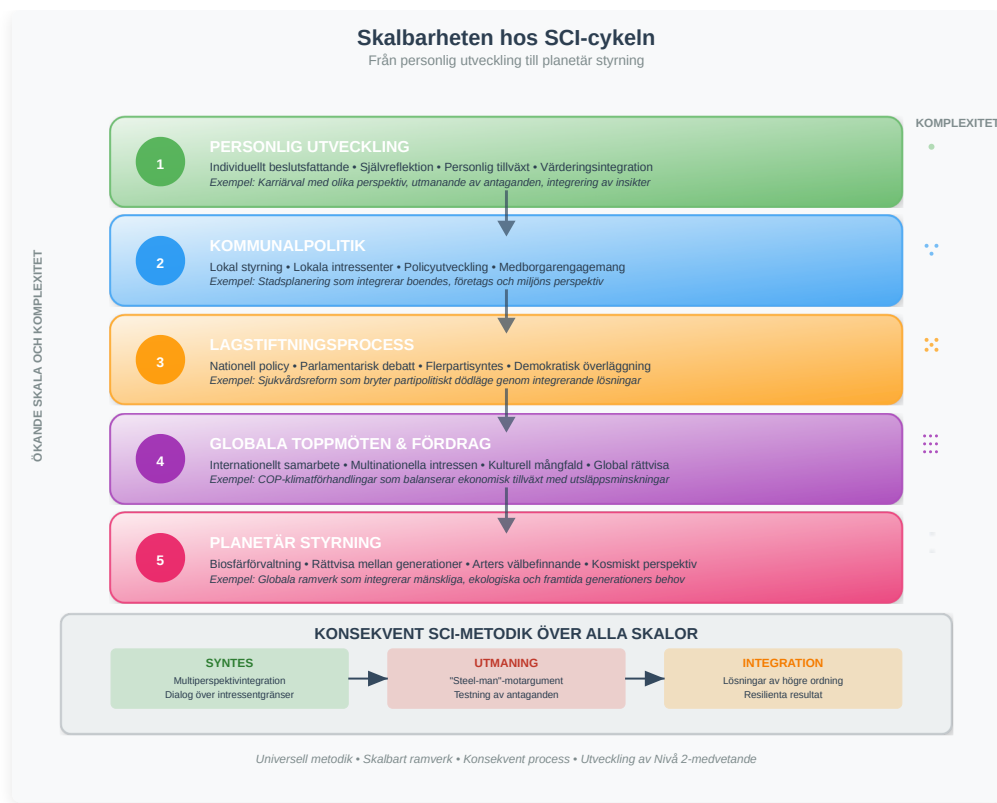 Skalbarheten hos SCI-cykeln
Från personlig utveckling till planetär styrning
KOMPLEXITET
ÖKANDE SKALA OCH KOMPLEXITET
1
PERSONLIG UTVECKLING
Individuellt beslutsfattande • Självreflektion • Personlig tillväxt • Värderingsintegration
Exempel: Karriärval med olika perspektiv, utmanande av antaganden, integrering av insikter
2
KOMMUNALPOLITIK
Lokal styrning • Lokala intressenter • Policyutveckling • Medborgarengagemang
Exempel: Stadsplanering som integrerar boendes, företags och miljöns perspektiv
3
LAGSTIFTNINGSPROCESS
Nationell policy • Parlamentarisk debatt • Flerpartisyntes • Demokratisk överläggning
Exempel: Sjukvårdsreform som bryter partipolitiskt dödläge genom integrerande lösningar
4
GLOBALA TOPPMÖTEN & FÖRDRAG
Internationellt samarbete • Multinationella intressen • Kulturell mångfald • Global rättvisa
Exempel: COP-klimatförhandlingar som balanserar ekonomisk tillväxt med utsläppsminskningar
5
PLANETÄR STYRNING
Biosfärförvaltning • Rättvisa mellan generationer • Arters välbefinnande • Kosmiskt perspektiv
Exempel: Globala ramverk som integrerar mänskliga, ekologiska och framtida generationers behov
KONSEKVENT SCI-METODIK ÖVER ALLA SKALOR
SYNTES
Multiperspektivintegration
Dialog över intressentgränser
UTMANING
"Steel-man"-motargument
Testning av antaganden
INTEGRATION
Lösningar av högre ordning
Resilienta resultat
Universell metodik • Skalbart ramverk • Konsekvent process • Utveckling av Nivå 2-medvetande